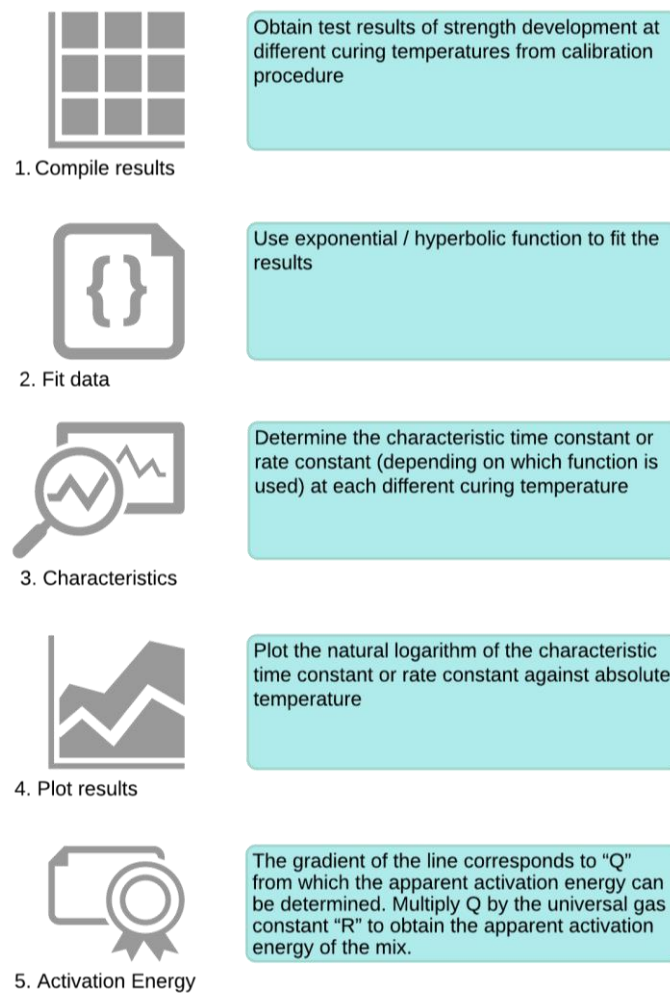 Obtain test results of strength development at
different curing temperatures from calibration
procedure
1. Compile results
{}
Use exponential / hyperbolic function to fit the
results
2. Fit data
Determine the characteristic time constant or
rate constant (depending on which function is
used) at each different curing temperature
3. Characteristics
Plot the natural logarithm of the characteristic
time constant or rate constant against absolute
temperature
4. Plot results
The gradient of the line corresponds to “Q”
from which the apparent activation energy can
be determined. Multiply Q by the universal gas
constant “R” to obtain the apparent activation
energy of the mix.
5. Activation Energy